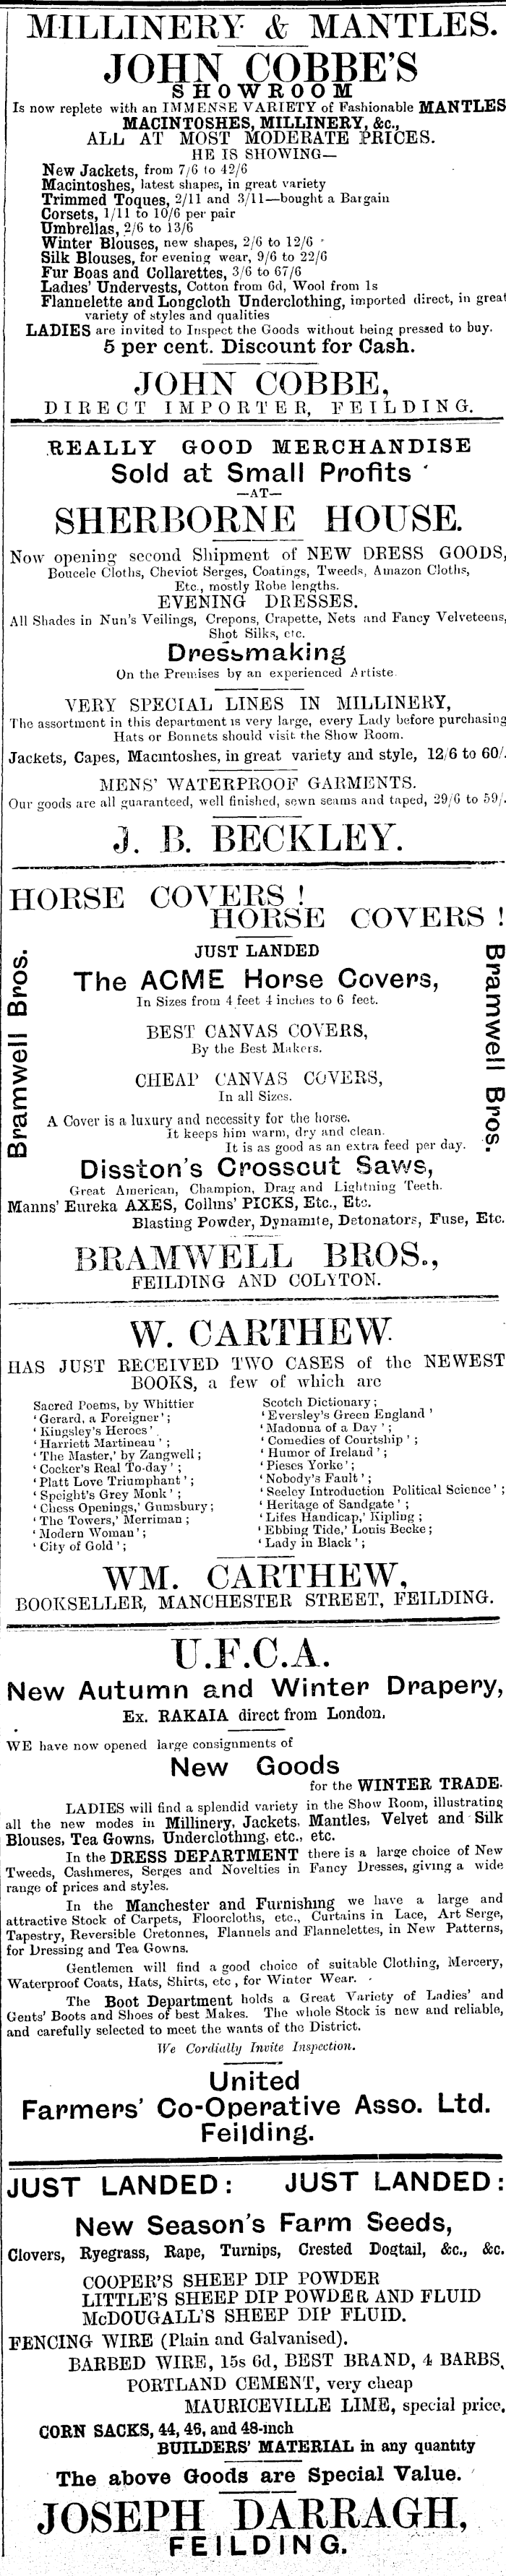 MILLINERY & MANTLES.
JOHN COBBE'S
SHOWROOM
Is now replete with an IMMENSE VARIETY of Fashionable MANTLES
MACINTOSHES, MILLINERY, &c.,
ALL AT MOST MODERATE PRICES.
HE IS SHOWING—
New Jackets, from 7/6 to 42/6
Macintoshes, latest shapes, in great variety
Trimmed Toques, 2/11 and 3/11—bought a Bargain
Corsets, 1/11 to 10/6 per pair
Umbrellas, 2/6 to 13/6
Winter Blouses, new shapes, 2/6 to 12/6
Silk Blouses, for evening wear, 9/6 to 22/6
Fur Boas and Collarettes, 3/6 to 67/6
Ladies' Undervests, Cotton from 6d, Wool from 1s
Flannelette and Longcloth Underclothing, imported direct, in great
variety of styles and qualities
LADIES are invited to Inspect the Goods without being pressed to buy.
5 per cent. Discount for Cash.
JOHN COBBE,
DIRECT IMPORTER, FEILDING.
REALLY GOOD MERCHANDISE
Sold at Small Profits
—AT—
SHERBORNE HOUSE.
Now opening second Shipment of NEW DRESS GOODS,
Boucele Cloths, Cheviot Serges, Coatings, Tweeds, Amazon Cloths,
Etc., mostly Robe lengths.
EVENING DRESSES.
All Shades in Nun's Veilings, Crepons, Crapette, Nets and Fancy Velveteens,
Shot Silks, etc.
Dressmaking
On the Premises by an experienced Artiste
VERY SPECIAL LINES IN MILLINERY,
The assortment in this department is very large, every Lady before purchasing
Hats or Bonnets should visit the Show Room.
Jackets, Capes, Macintoshes, in great variety and style, 12/6 to 60/.
MENS' WATERPROOF GARMENTS.
Our goods are all guaranteed, well finished, sewn seams and taped, 29/6 to 59/.
J. B. BECKLEY.
HORSE COVERS!
HORSE COVERS!
Bramwell Bros.
Bramwell Bros.
JUST LANDED
The ACME Horse Covers,
In Sizes from 4 feet 4 inches to 6 feet.
BEST CANVAS COVERS,
By the Best Makers.
CHEAP CANVAS COVERS,
In all Sizes.
A Cover is a luxury and necessity for the horse.
It keeps him warm, dry and clean.
It is as good as an extra feed per day.
Disston's Crosscut Saws,
Great American, Champion, Drag and Lightning Teeth.
Manns' Eureka AXES, Collins' PICKS, Etc., Etc.
Blasting Powder, Dynamite, Detonators, Fuse, Etc.
BRAMWELL BROS.,
FEILDING AND COLYTON.
W. CARTHEW
HAS JUST RECEIVED TWO CASES of the NEWEST
BOOKS, a few of which are
Sacred Poems, by Whittier
'Gerard, a Foreigner';
'Kingsley's Heroes'
'Harriett Martineau';
'The Master,' by Zangwell;
'Cocker's Real To-day';
'Platt Love Triumphant';
'Speight's Grey Monk';
'Chess Openings,' Gunusbury;
'The Towers,' Merriman;
'Modern Woman';
'City of Gold';
Scotch Dictionary;
'Eversley's Green England'
'Madonna of a Day';
'Comedies of Courtship';
'Humor of Ireland';
'Pieses Yorke';
'Nobody's Fault';
'Seeley Introduction Political Science';
'Heritage of Sandgate';
'Lifes Handicap,' Kipling;
'Ebbing Tide,' Louis Becke;
'Lady in Black';
WM. CARTHEW,
BOOKSELLER, MANCHESTER STREET, FEILDING.
U.F.C.A.
New Autumn and Winter Drapery,
Ex. RAKAIA direct from London.
WE have now opened large consignments of
New Goods
for the WINTER TRADE.
LADIES will find a splendid variety in the Show Room, illustrating
all the new modes in Millinery, Jackets, Mantles, Velvet and Silk
Blouses, Tea Gowns, Underclothing, etc., etc.
In the DRESS DEPARTMENT there is a large choice of New
Tweeds, Cashmeres, Serges and Novelties in Fancy Dresses, giving a wide
range of prices and styles.
In the Manchester and Furnishing we have a large and
attractive Stock of Carpets, Floorcloths, etc., Curtains in Lace, Art Serge,
Tapestry, Reversible Cretonnes, Flannels and Flannelettes, in New Patterns,
for Dressing and Tea Gowns.
Gentlemen will find a good choice of suitable Clothing, Mercery,
Waterproof Coats, Hats, Shirts, etc, for Winter Wear.
The Boot Department holds a Great Variety of Ladies' and
Gents' Boots and Shoes of best Makes. The whole Stock is new and reliable,
and carefully selected to meet the wants of the District.
We Cordially Invite Inspection.
United
Farmers' Co-Operative Asso. Ltd.
Feilding.
JUST LANDED: JUST LANDED:
New Season's Farm Seeds,
Clovers, Ryegrass, Rape, Turnips, Crested Dogtail, &c., &c.
COOPER'S SHEEP DIP POWDER
LITTLE'S SHEEP DIP POWDER AND FLUID
McDOUGALL'S SHEEP DIP FLUID.
FENCING WIRE (Plain and Galvanised).
BARBED WIRE, 15s 6d, BEST BRAND, 4 BARBS,
PORTLAND CEMENT, very cheap
MAURICEVILLE LIME, special price,
CORN SACKS, 44, 46, and 48-inch
BUILDERS' MATERIAL in any quantity
The above Goods are Special Value.
JOSEPH DARRAGH,
FEILDING.